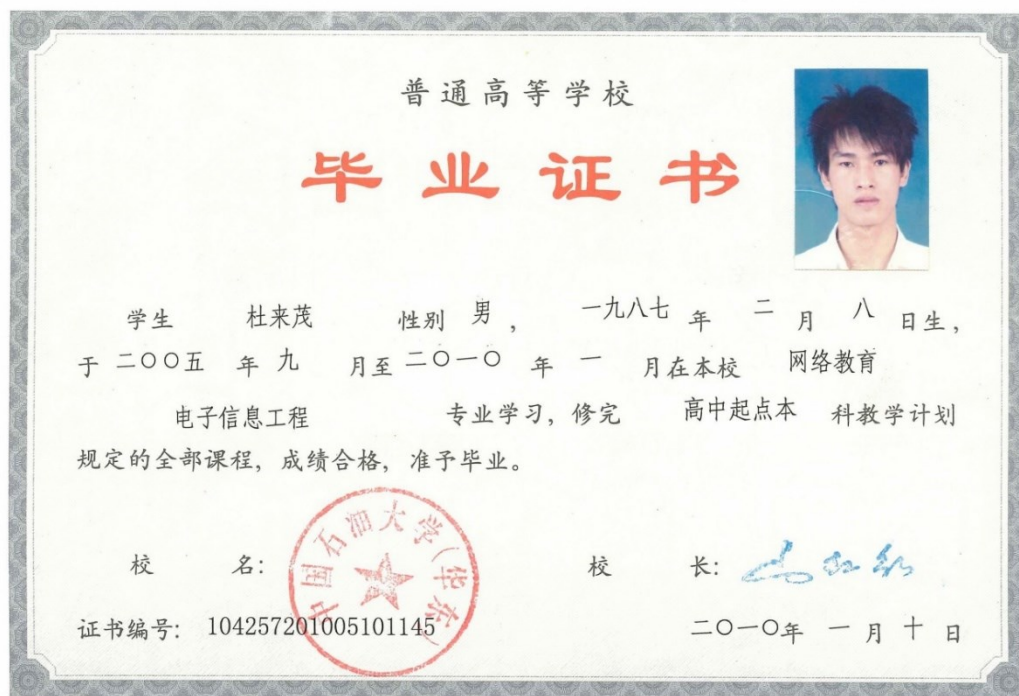 普通高等学校
毕业证书
学生 杜来茂 性别 男 ， 一九八七 年 二 月 八 日生，
于 二〇〇五 年 九 月至 二〇一〇 年 一 月在本校 网络教育
电子信息工程 专业学习，修完 高中起点本 科教学计划
规定的全部课程，成绩合格，准予毕业。
中国石油大学（华东）
校 名： 校 长：
证书编号：104257201005101145 二〇一〇年 一 月 十 日